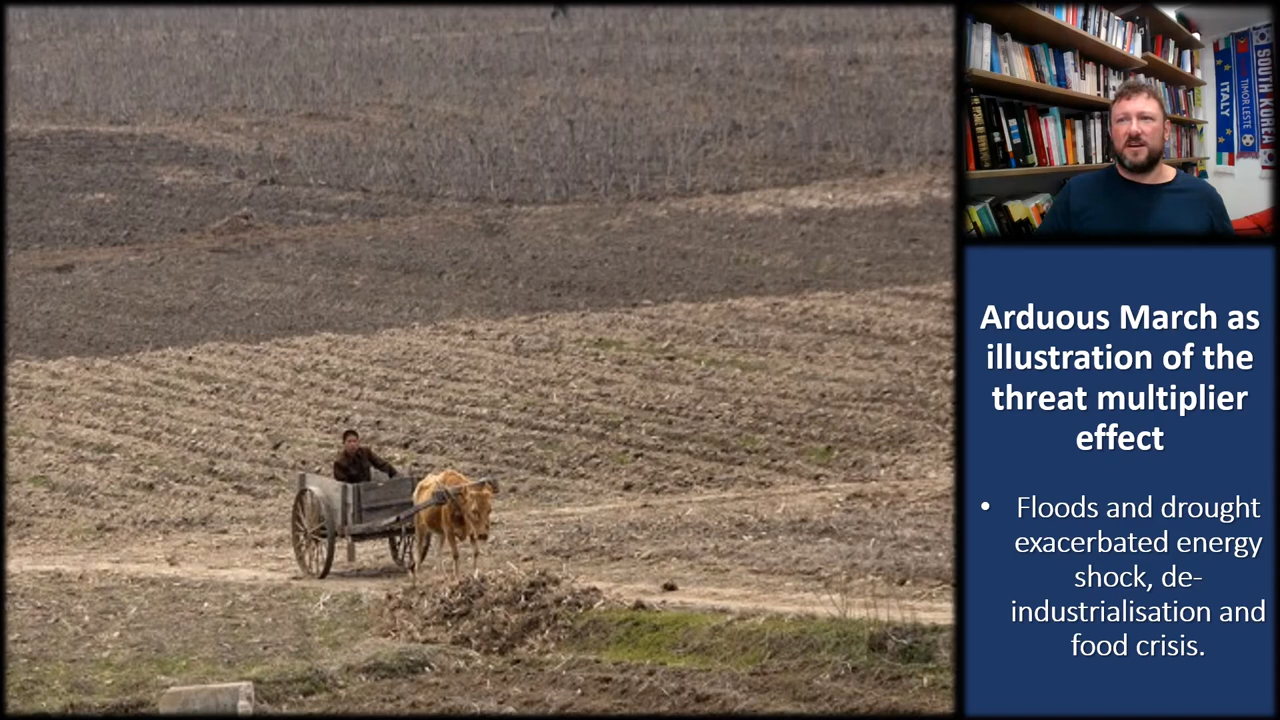 ITALY
TIMOR LESTE
SOUTH KOREA
Arduous March as
illustration of the
threat multiplier
effect
• Floods and drought
exacerbated energy
shock, de-
industrialisation and
food crisis.